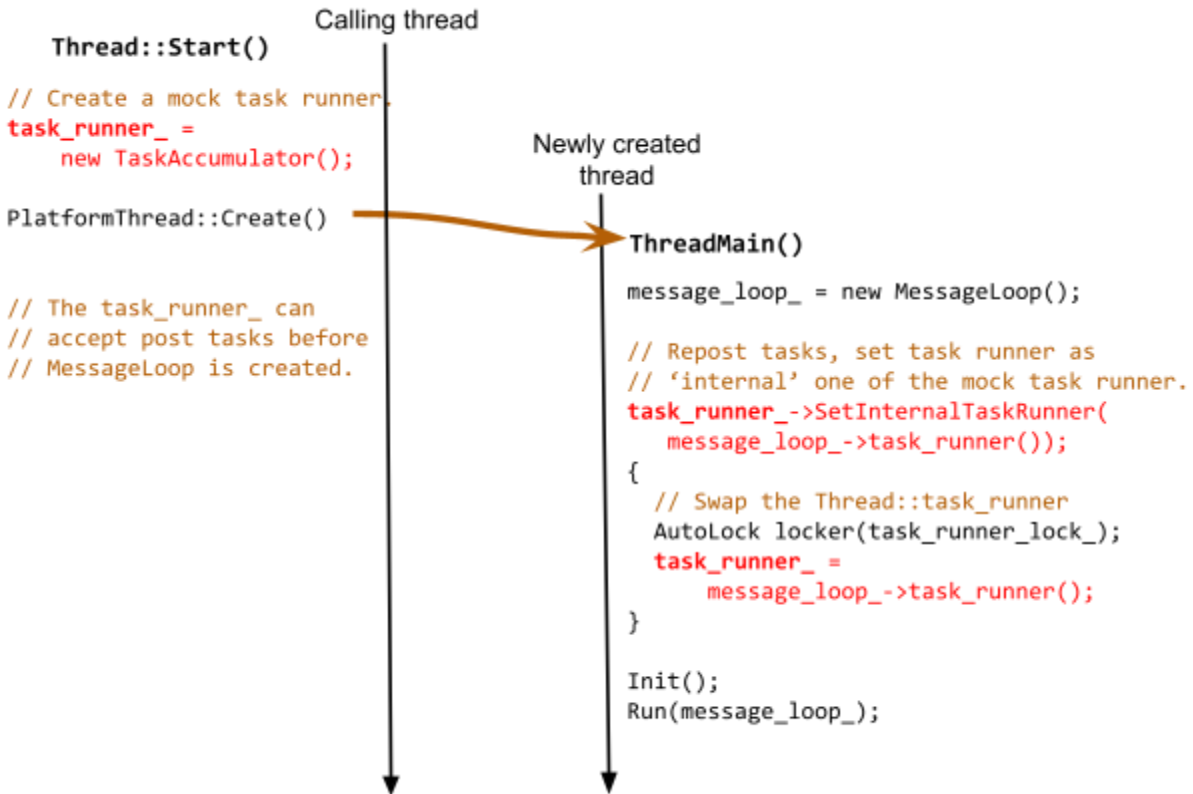 Calling thread
Thread::Start()
// Create a mock task runner.
task_runner_ =
new TaskAccumulator();
PlatformThread::Create()
// The task_runner_ can
// accept post tasks before
// MessageLoop is created.
Newly created
thread
ThreadMain()
message_loop_ = new MessageLoop();
// Repost tasks, set task runner as
// ‘internal’ one of the mock task runner.
task_runner_->SetInternalTaskRunner(
message_loop_->task_runner());
{
// Swap the Thread::task_runner
AutoLock locker(task_runner_lock_);
task_runner_ =
message_loop_->task_runner();
}
Init();
Run(message_loop_);